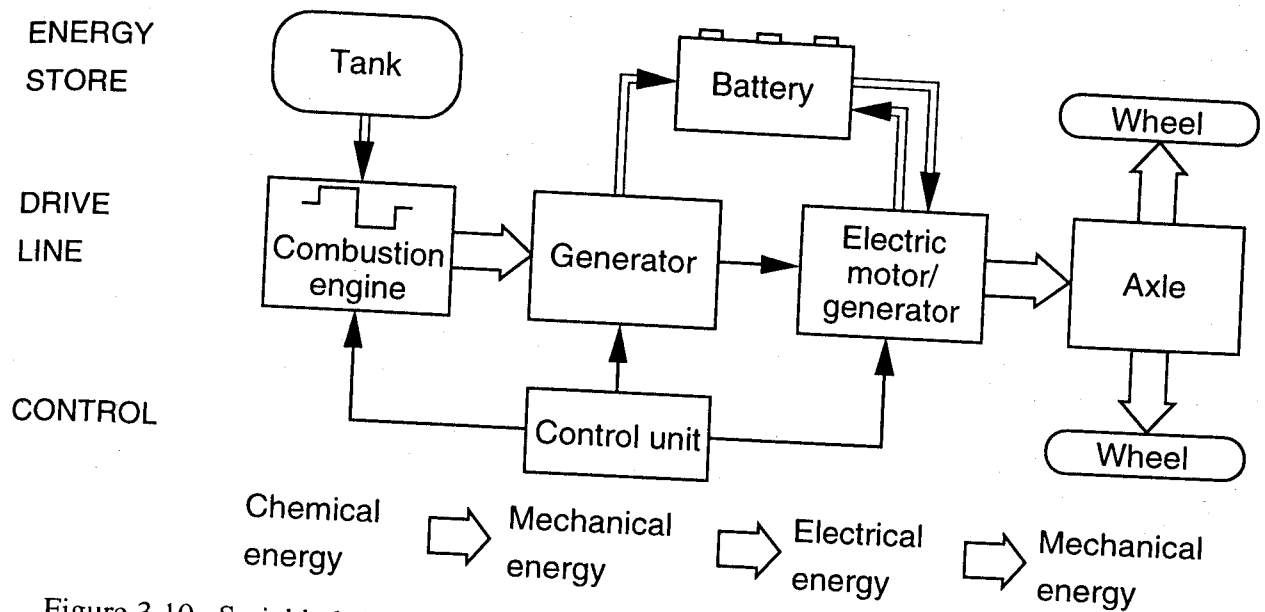 ENERGY
STORE
Tank
Battery
Wheel
DRIVE
LINE
Combustion
engine
Generator
Electric
motor/
generator
Axle
CONTROL
Control unit
Wheel
Chemical
energy
Mechanical
energy
Electrical
energy
Mechanical
energy
Figure 3.10